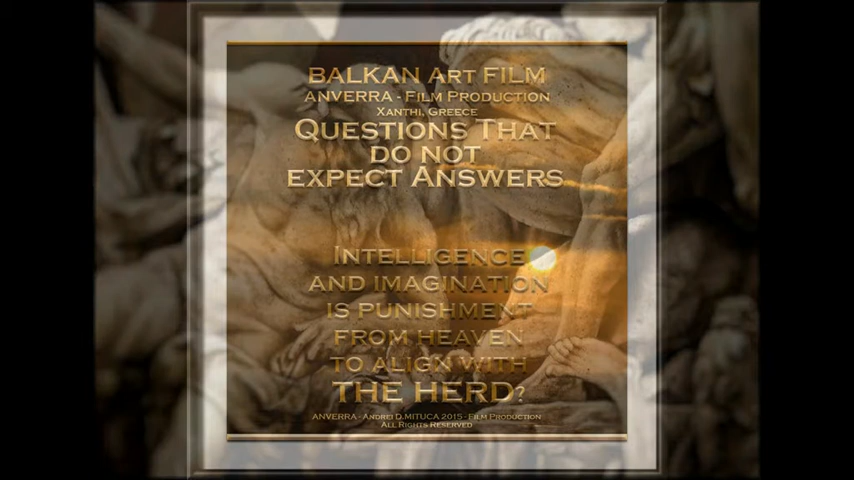 BALKAN ART FILM
ANVERRA - FILM PRODUCTION
XANTHI, GREECE
QUESTIONS THAT
DO NOT
EXPECT ANSWERS
INTELLIGENCE
AND IMAGINATION
IS PUNISHMENT
FROM HEAVEN
TO ALIGN WITH
THE HERD?
ANVERRA - ANDREI D.MITUCA 2015 - FILM PRODUCTION
ALL RIGHTS RESERVED